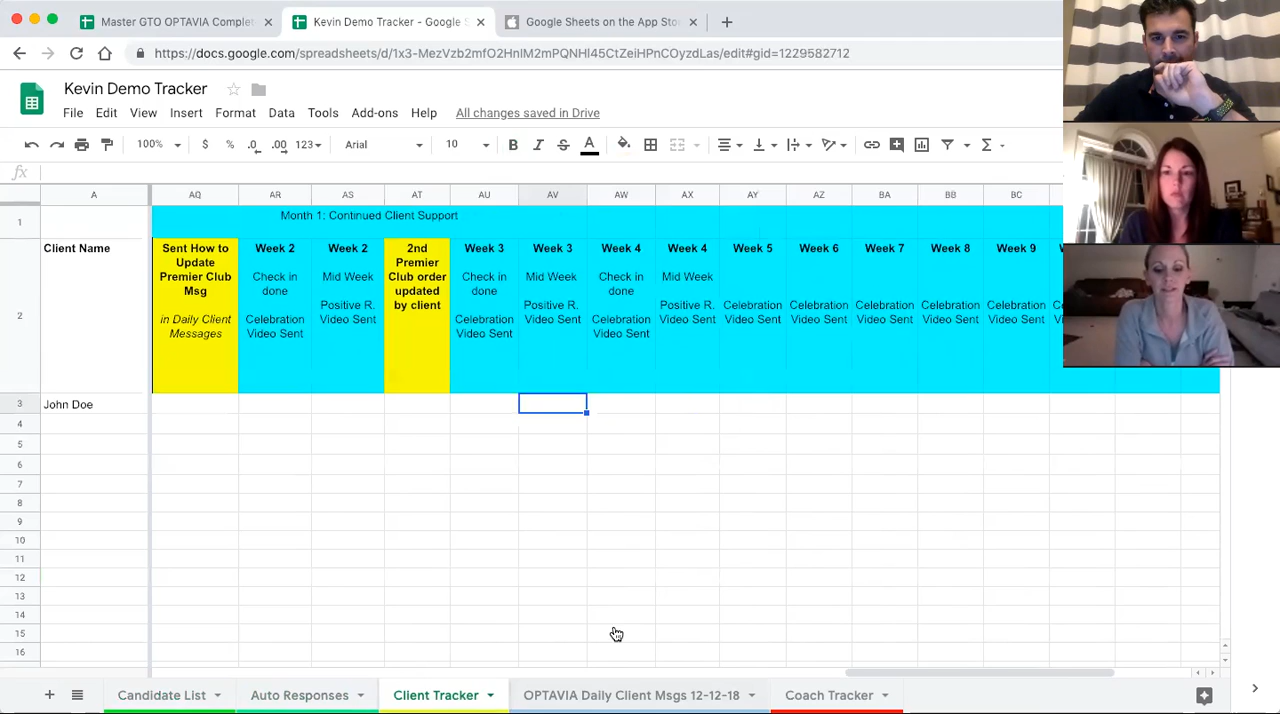 Master GTO OPTAVIA Complet
Kevin Demo Tracker - Google S
Google Sheets on the App Sto
https://docs.google.com/spreadsheets/d/1x3-MezVzb2mfO2HnlM2mPQNHl45CtZeiHPnCOyzdLas/edit#gid=1229582712
Kevin Demo Tracker
File Edit View Insert Format Data Tools Add-ons Help All changes saved in Drive
100% $ % .0 .00 123 Arial 10 B I S A
fx
A AQ AR AS AT AU AV AW AX AY AZ BA BB BC
1 Month 1: Continued Client Support
2
Client Name
Sent How to
Update
Premier Club
Msg
in Daily Client
Messages
Week 2
Check in
done
Celebration
Video Sent
Week 2
Mid Week
Positive R.
Video Sent
2nd
Premier
Club order
updated
by client
Week 3
Check in
done
Celebration
Video Sent
Week 3
Mid Week
Positive R.
Video Sent
Week 4
Check in
done
Celebration
Video Sent
Week 4
Mid Week
Positive R.
Video Sent
Week 5
Celebration
Video Sent
Week 6
Celebration
Video Sent
Week 7
Celebration
Video Sent
Week 8
Celebration
Video Sent
Week 9
Celebration
Video Sent
3 John Doe
4
5
6
7
8
9
10
11
12
13
14
15
16
Candidate List Auto Responses Client Tracker OPTAVIA Daily Client Msgs 12-12-18 Coach Tracker